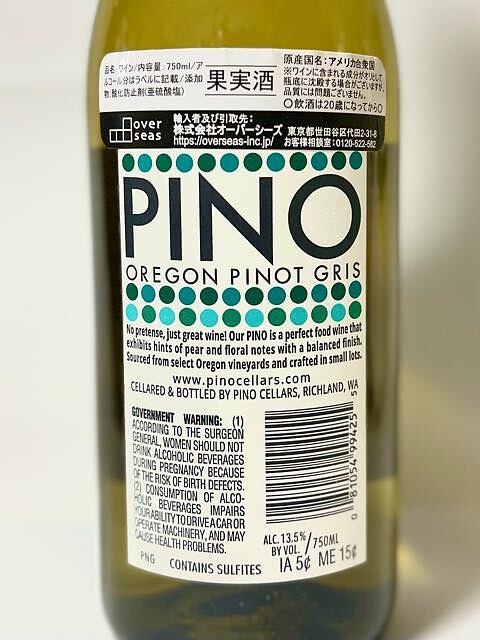 品名:ワイン/内容量:750ml/ア
ルコール分はラベルに記載/添加
物:酸化防止剤(亜硫酸塩)
果実酒
原産国名:アメリカ合衆国
※ワインに含まれる成分がオリとして
瓶底に沈殿する場合がございますが、
品質には問題ございません。
〇飲酒は20歳になってから〇
over
seas
輸入者及び引取先:
株式会社オーバーシーズ
https://overseas-inc.jp/
東京都世田谷区代田2-31-8
お客様相談室:0120-522-582
PINO
OREGON PINOT GRIS
No pretense, just great wine! Our PINO is a perfect food wine that
exhibits hints of pear and floral notes with a balanced finish.
Sourced from select Oregon vineyards and crafted in small lots.
www.pinocellars.com
CELLARED & BOTTLED BY PINO CELLARS, RICHLAND, WA
GOVERNMENT WARNING: (1)
ACCORDING TO THE SURGEON
GENERAL, WOMEN SHOULD NOT
DRINK ALCOHOLIC BEVERAGES
DURING PREGNANCY BECAUSE
OF THE RISK OF BIRTH DEFECTS.
(2) CONSUMPTION OF ALCO-
HOLIC BEVERAGES IMPAIRS
YOUR ABILITY TO DRIVE A CAR OR
OPERATE MACHINERY, AND MAY
CAUSE HEALTH PROBLEMS.
PNG CONTAINS SULFITES
0 81054 99425 5
ALC. 13.5%
BY VOL. / 750ML
IA 5¢ ME 15¢